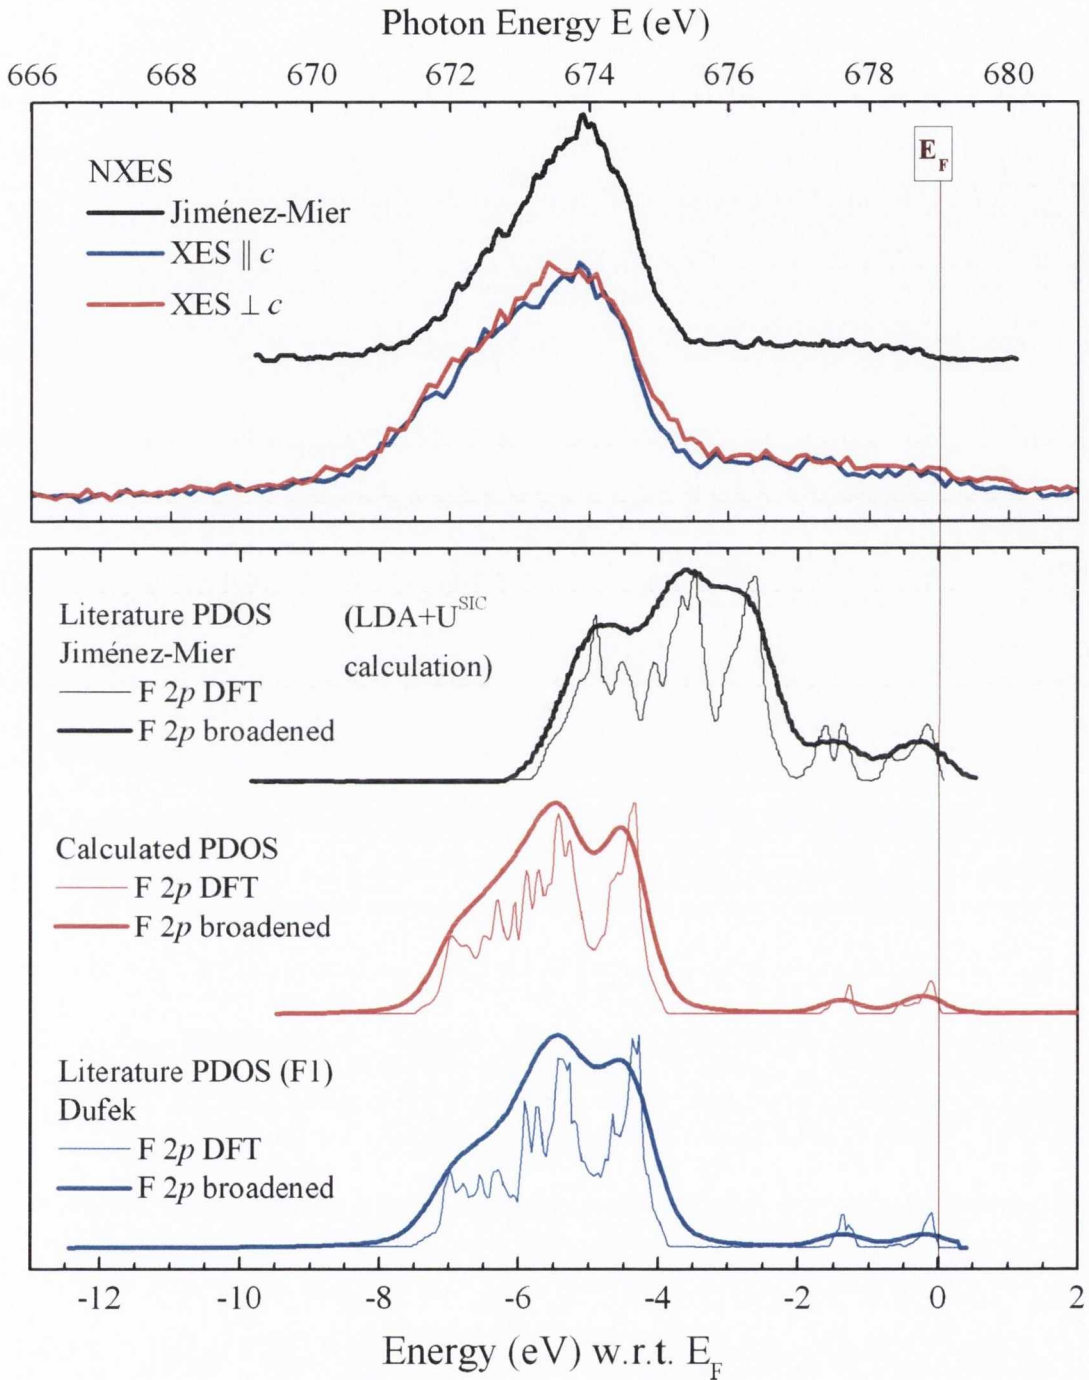 Photon Energy E (eV)
666 668 670 672 674 676 678 680
NXES
Jiménez-Mier
XES || c
XES ⊥ c
E_F
Literature PDOS
Jiménez-Mier
F 2p DFT
F 2p broadened
(LDA+U^SIC
calculation)
Calculated PDOS
F 2p DFT
F 2p broadened
Literature PDOS (F1)
Dufek
F 2p DFT
F 2p broadened
-12 -10 -8 -6 -4 -2 0 2
Energy (eV) w.r.t. E_F